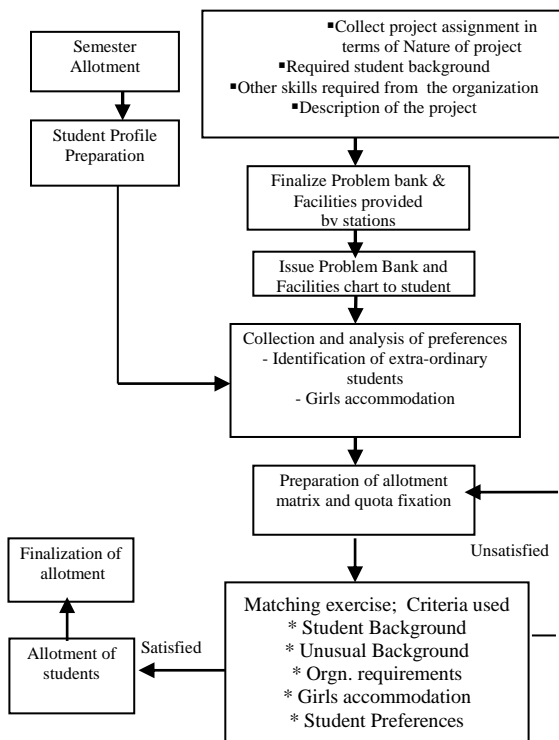 Semester
Allotment
Student Profile
Preparation
▪Collect project assignment in
terms of Nature of project
▪Required student background
▪Other skills required from the organization
▪Description of the project
Finalize Problem bank &
Facilities provided
by stations
Issue Problem Bank and
Facilities chart to student
Collection and analysis of preferences
- Identification of extra-ordinary
students
- Girls accommodation
Preparation of allotment
matrix and quota fixation
Unsatisfied
Matching exercise; Criteria used
* Student Background
* Unusual Background
* Orgn. requirements
* Girls accommodation
* Student Preferences
Satisfied
Allotment of
students
Finalization of
allotment